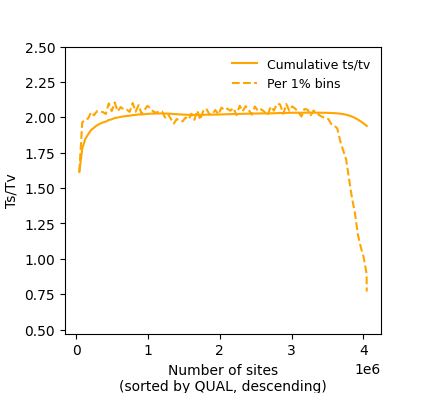 2.50
2.25
2.00
1.75
1.50
1.25
1.00
0.75
0.50
Ts/Tv
Cumulative ts/tv
Per 1% bins
0 1 2 3 4
1e6
Number of sites
(sorted by QUAL, descending)